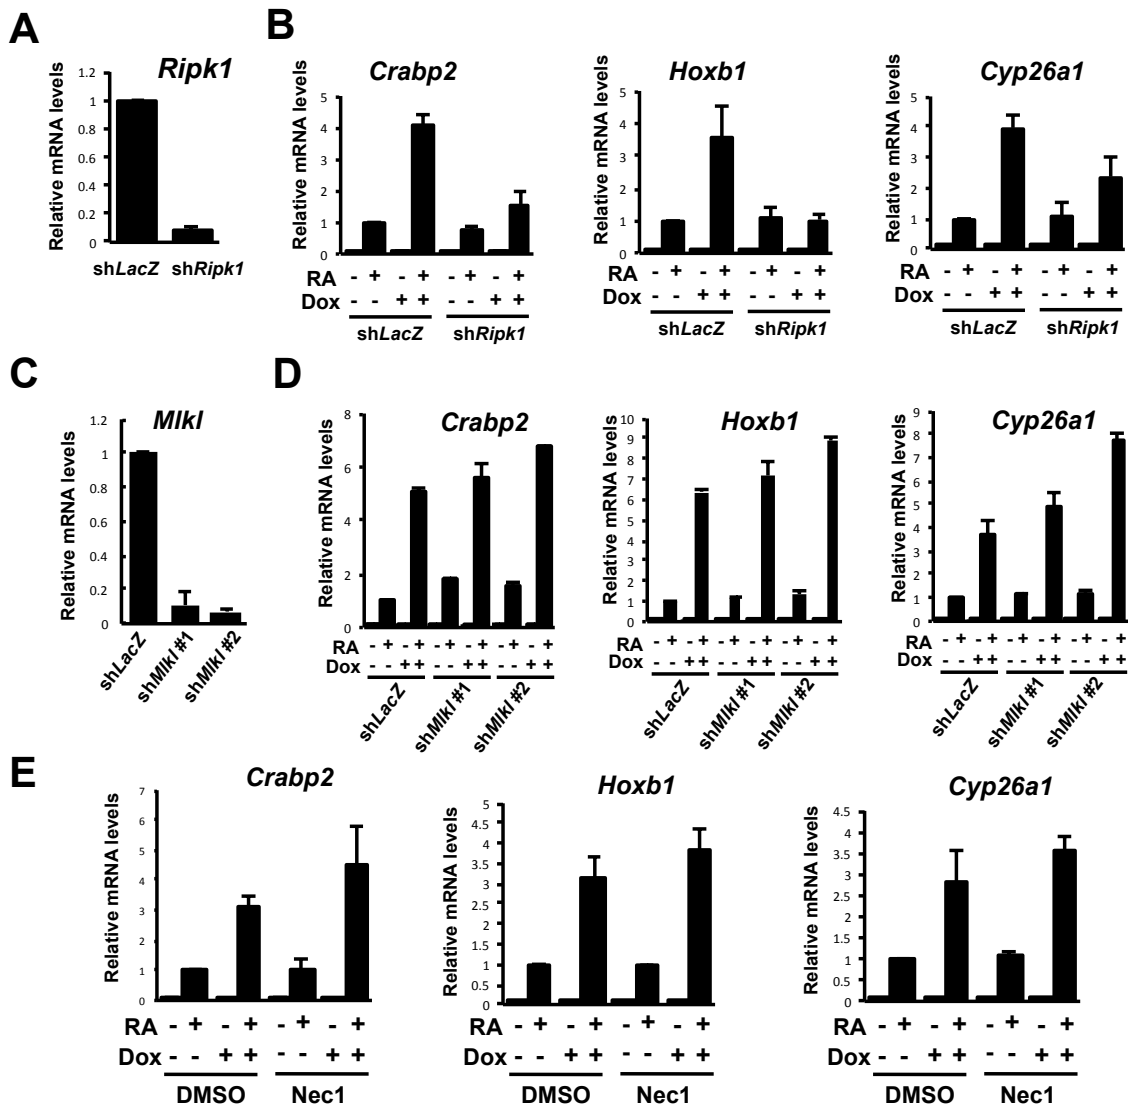 A
Ripk1
Relative mRNA levels
1.2
1
0.8
0.6
0.4
0.2
0
shLacZ shRipk1
B
Crabp2
Relative mRNA levels
5
4
3
2
1
0
RA - + - + - + - +
Dox - - + + - - + +
shLacZ shRipk1
Hoxb1
Relative mRNA levels
5
4
3
2
1
0
RA - + - + - + - +
Dox - - + + - - + +
shLacZ shRipk1
Cyp26a1
Relative mRNA levels
5
4
3
2
1
0
RA - + - + - + - +
Dox - - + + - - + +
shLacZ shRipk1
C
Mlkl
Relative mRNA levels
1.2
1
0.8
0.6
0.4
0.2
0
shLacZ
shMlkl #1
shMlkl #2
D
Crabp2
Relative mRNA levels
8
6
4
2
0
RA - + - + - + - + - + - +
Dox - - + + - - + + - - + +
shLacZ
shMlkl #1
shMlkl #2
Hoxb1
Relative mRNA levels
10
9
8
7
6
5
4
3
2
1
0
RA - + - + - + - + - + - +
Dox - - + + - - + + - - + +
shLacZ
shMlkl #1
shMlkl #2
Cyp26a1
Relative mRNA levels
9
8
7
6
5
4
3
2
1
0
RA - + - + - + - + - + - +
Dox - - + + - - + + - - + +
shLacZ
shMlkl #1
shMlkl #2
E
Crabp2
Relative mRNA levels
7
6
5
4
3
2
1
0
RA - + - + - + - +
Dox - - + + - - + +
DMSO Nec1
Hoxb1
Relative mRNA levels
5
4.5
4
3.5
3
2.5
2
1.5
1
0.5
0
RA - + - + - + - +
Dox - - + + - - + +
DMSO Nec1
Cyp26a1
Relative mRNA levels
4.5
4
3.5
3
2.5
2
1.5
1
0.5
0
RA - + - + - + - +
Dox - - + + - - + +
DMSO Nec1